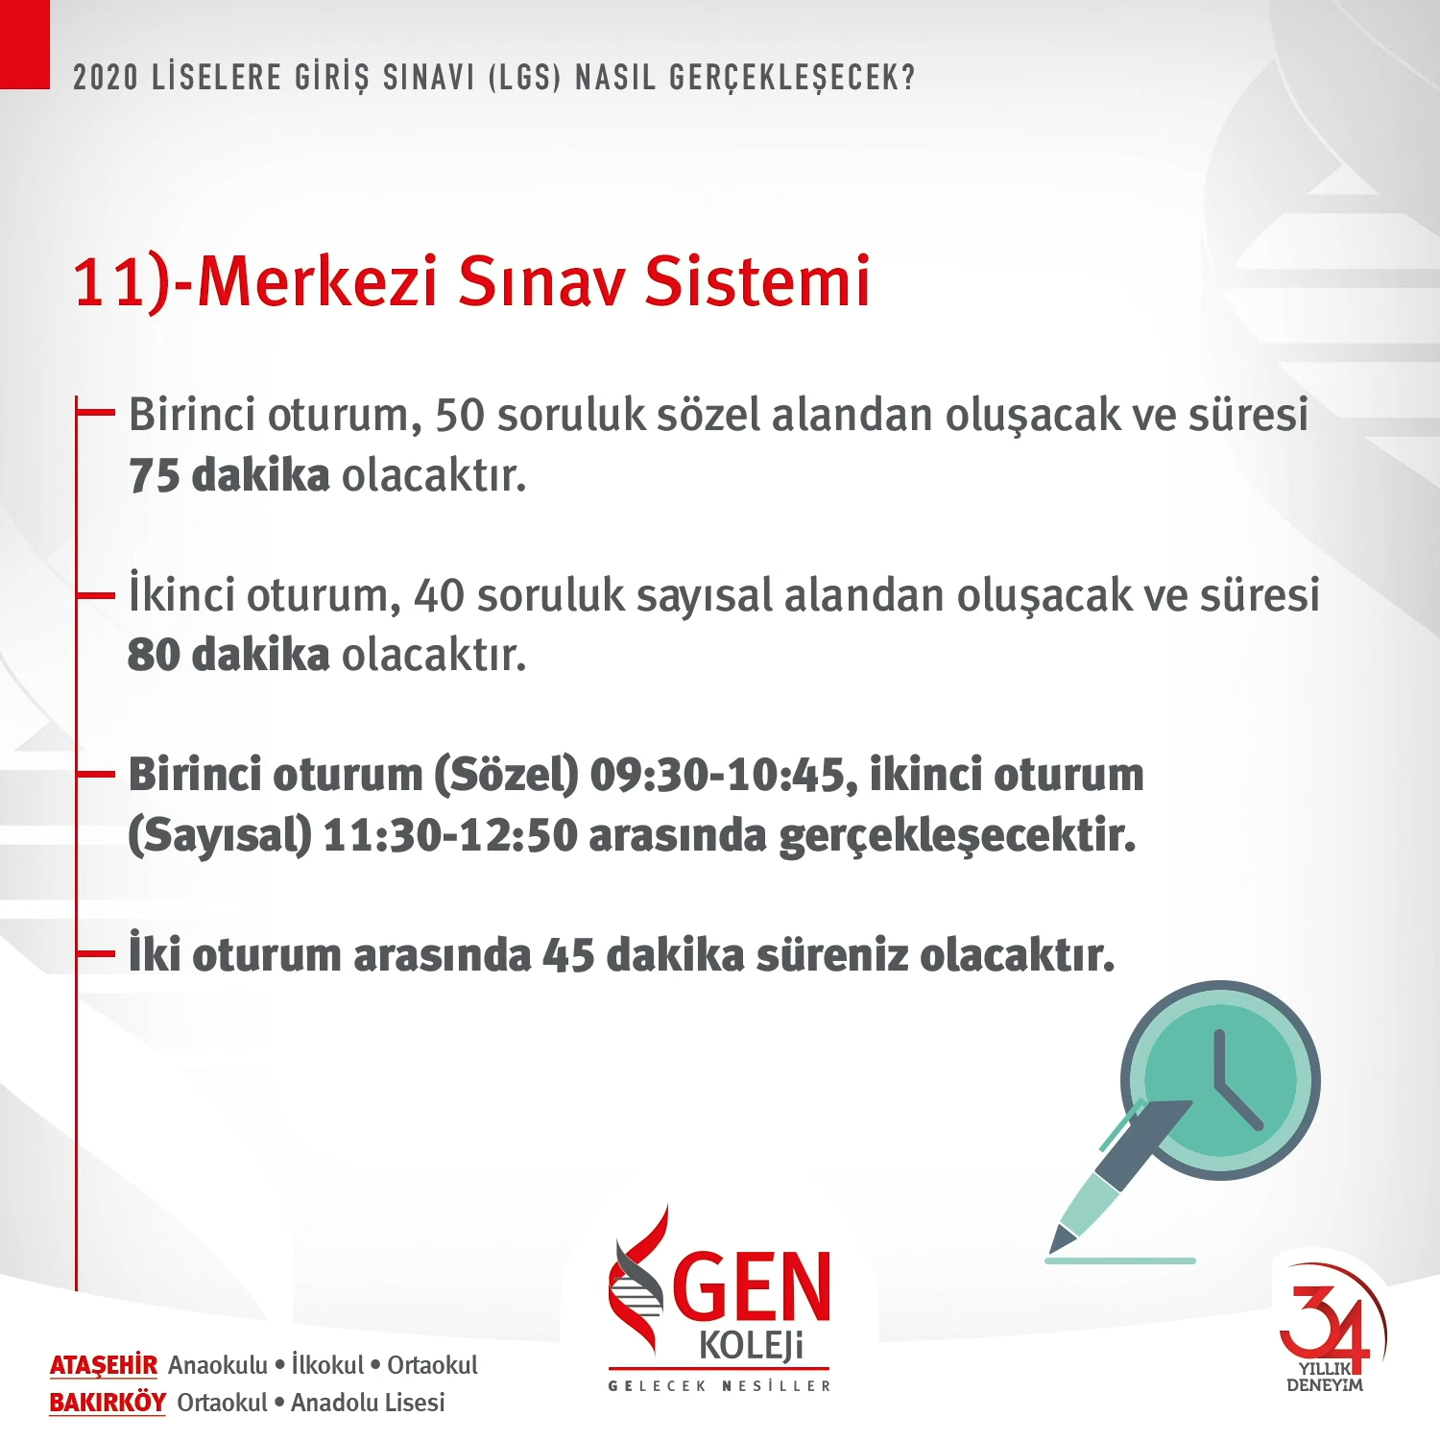 2020 LİSELERE GİRİŞ SINAVI (LGS) NASIL GERÇEKLEŞECEK?
11)-Merkezi Sınav Sistemi
Birinci oturum, 50 soruluk sözel alandan oluşacak ve süresi
75 dakika olacaktır.
İkinci oturum, 40 soruluk sayısal alandan oluşacak ve süresi
80 dakika olacaktır.
Birinci oturum (Sözel) 09:30-10:45, ikinci oturum
(Sayısal) 11:30-12:50 arasında gerçekleşecektir.
İki oturum arasında 45 dakika süreniz olacaktır.
GEN
KOLEJi
GELECEK NESİLLER
34
YILLIK
DENEYİM
ATAŞEHİR Anaokulu • İlkokul • Ortaokul
BAKIRKÖY Ortaokul • Anadolu Lisesi